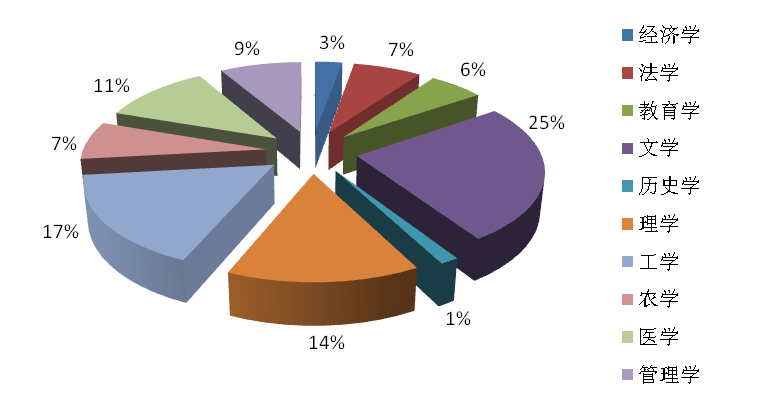 3%
7%
6%
25%
1%
14%
17%
7%
11%
9%
经济学
法学
教育学
文学
历史学
理学
工学
农学
医学
管理学